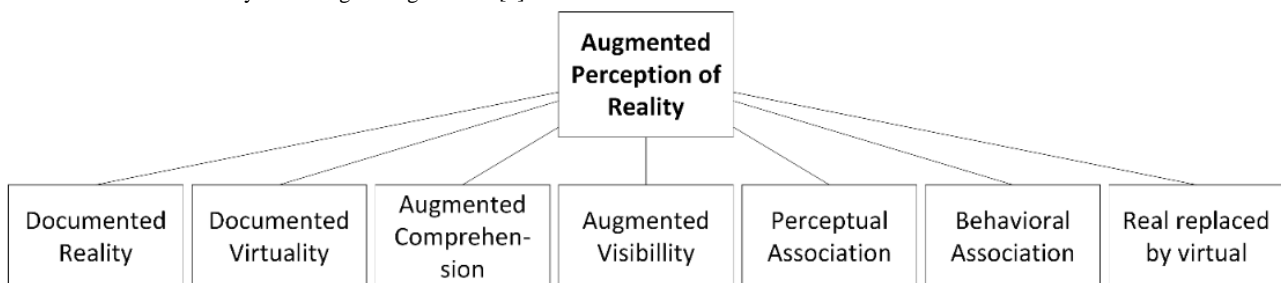 Augmented
Perception of
Reality
Documented
Reality
Documented
Virtuality
Augmented
Comprehen-
sion
Augmented
Visibillity
Perceptual
Association
Behavioral
Association
Real replaced
by virtual